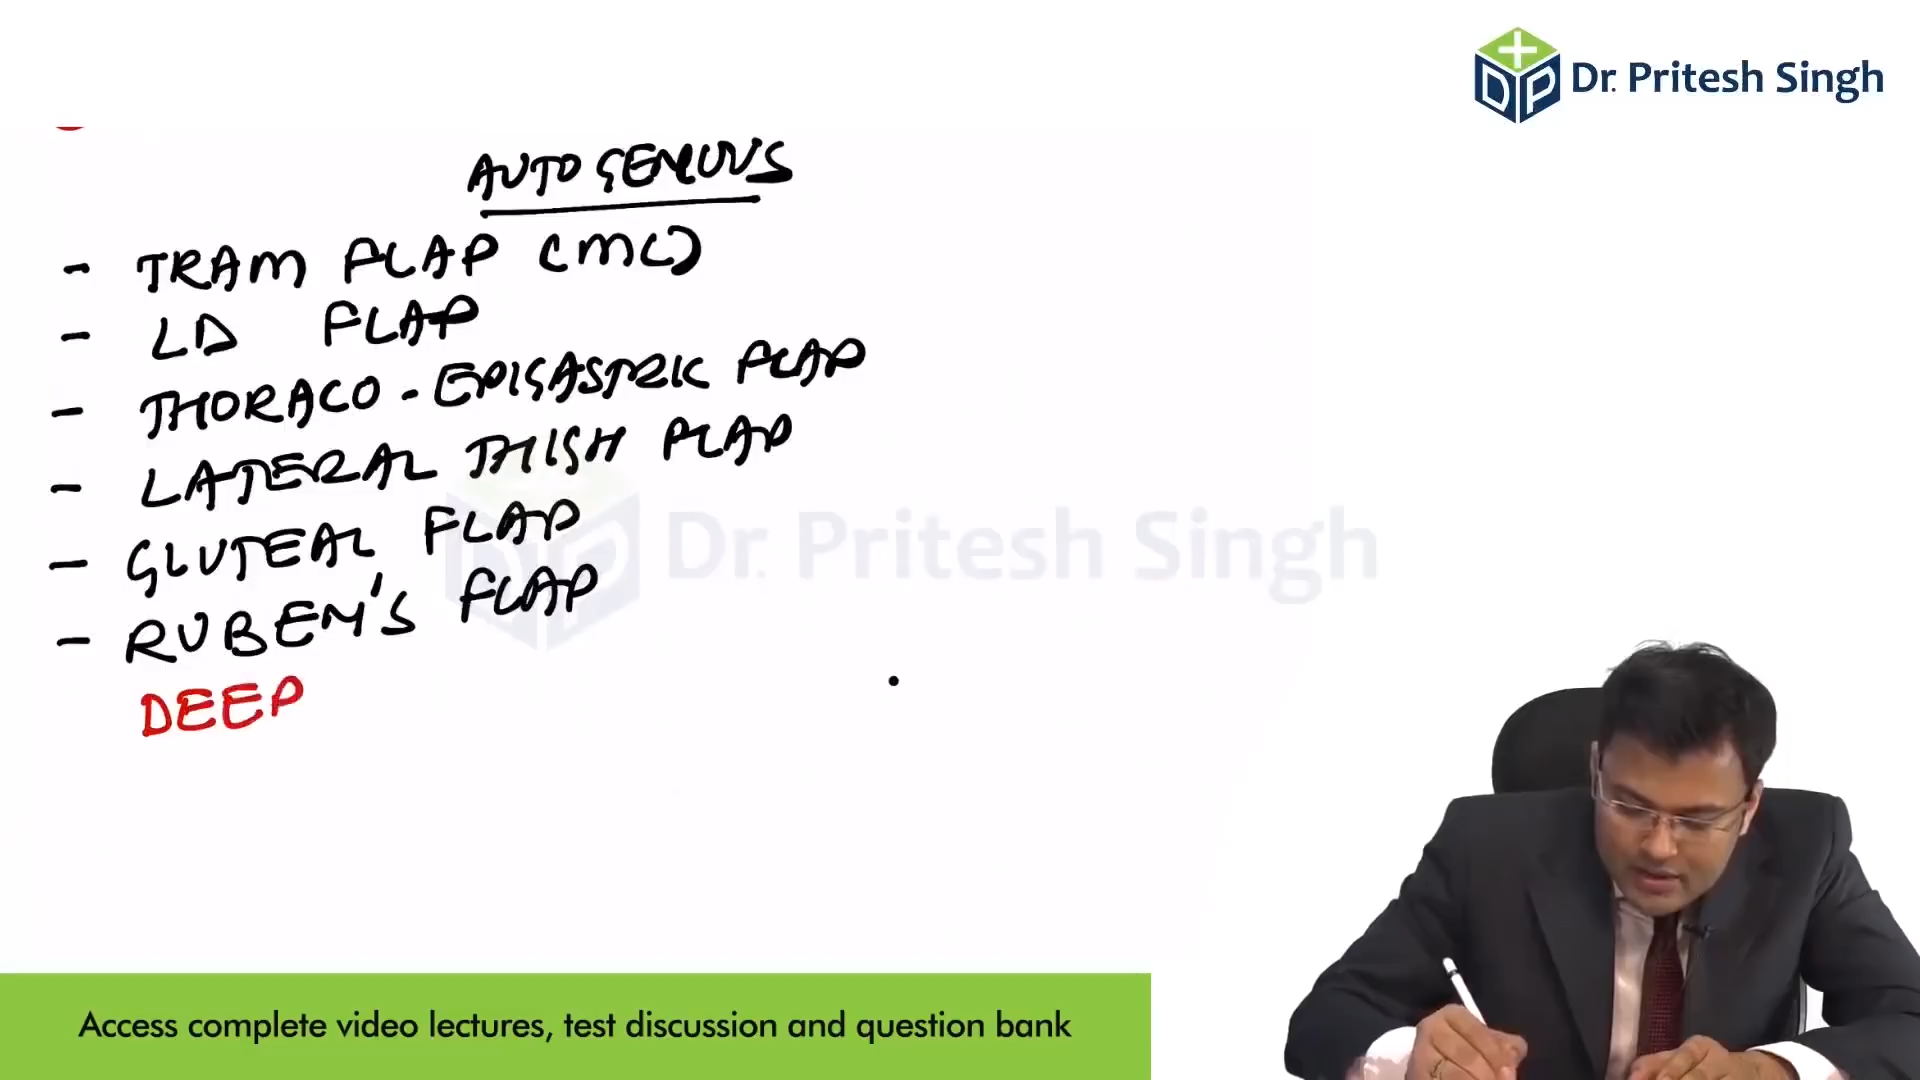 Dr. Pritesh Singh
AUTOGENOUS
- TRAM FLAP (MC)
- LD FLAP
- THORACO-EPIGASTRIC FLAP
- LATERAL THIGH FLAP
- GLUTEAL FLAP
- RUBEN'S FLAP
DEEP
Dr. Pritesh Singh
Access complete video lectures, test discussion and question bank